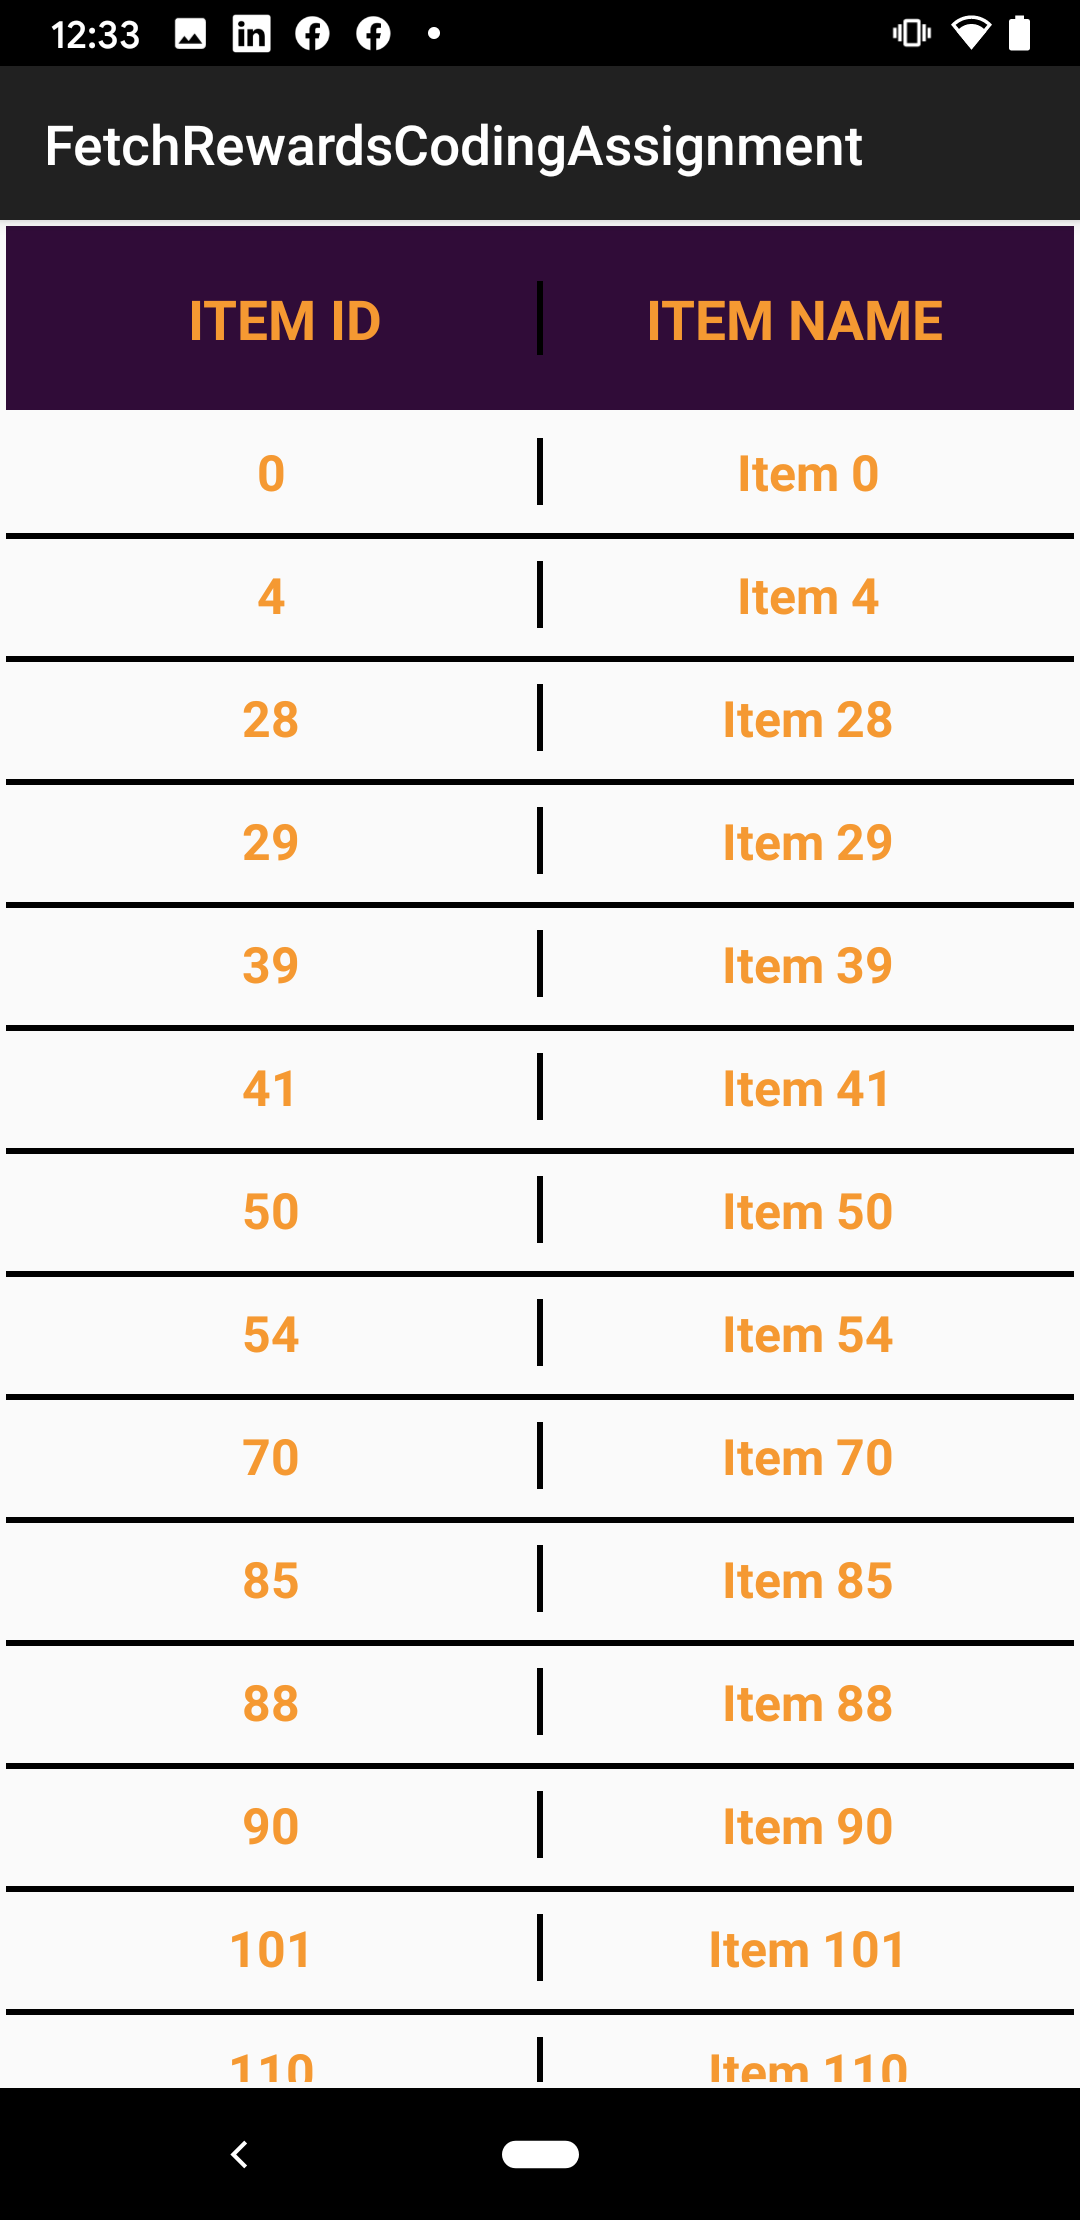 12:33
FetchRewardsCodingAssignment
ITEM ID ITEM NAME
0 Item 0
4 Item 4
28 Item 28
29 Item 29
39 Item 39
41 Item 41
50 Item 50
54 Item 54
70 Item 70
85 Item 85
88 Item 88
90 Item 90
101 Item 101
110 Item 110